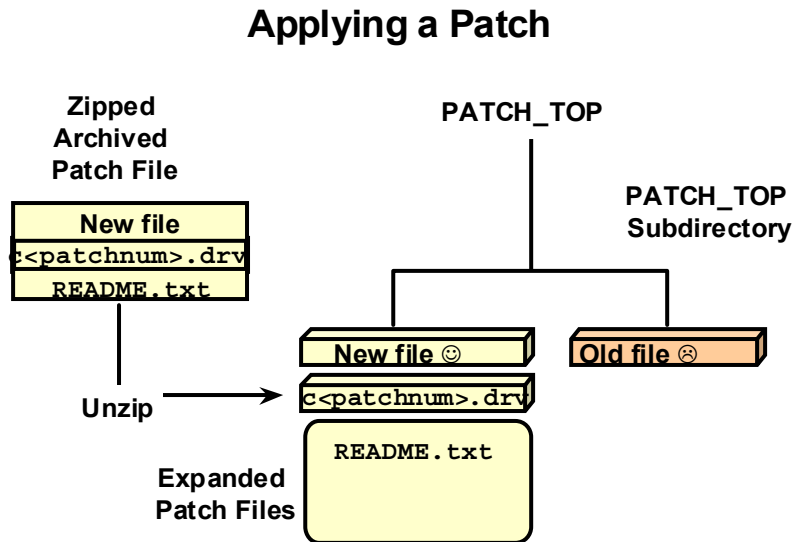 Applying a Patch
Zipped
Archived
Patch File
New file
c<patchnum>.drv
README.txt
Unzip
PATCH_TOP
PATCH_TOP
Subdirectory
New file ☺
Old file ☹
c<patchnum>.drv
README.txt
Expanded
Patch Files